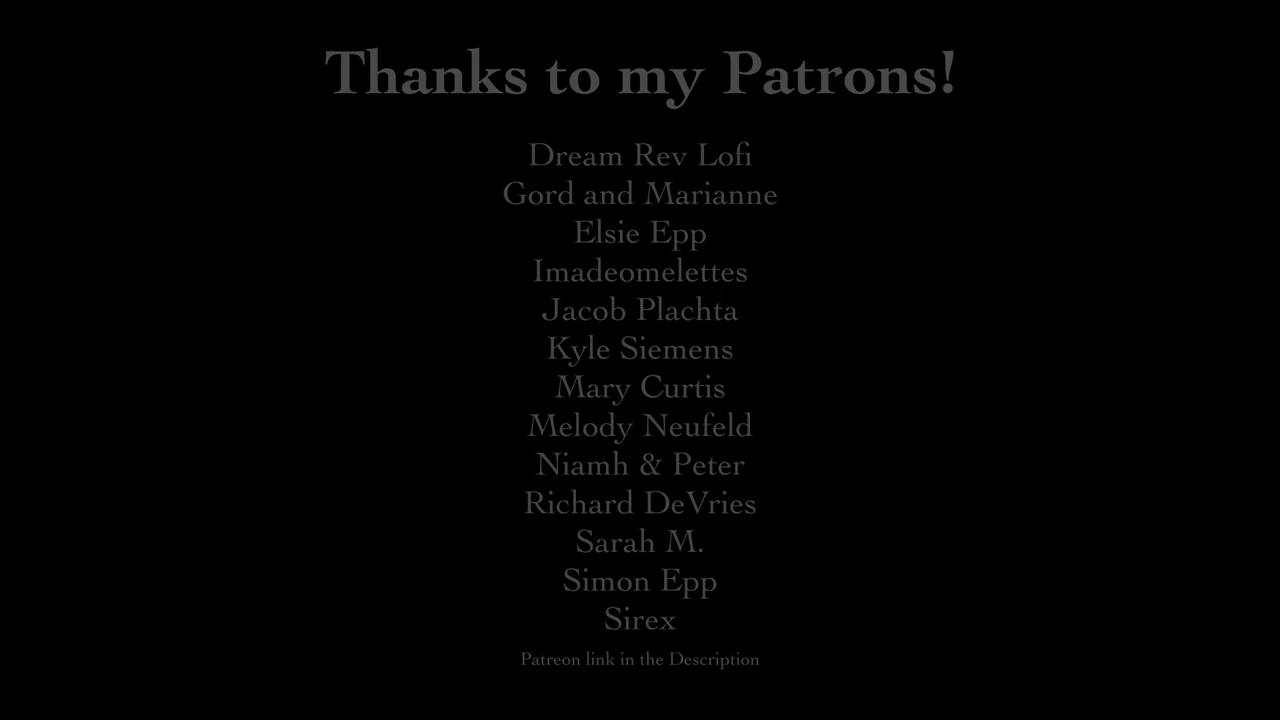 Thanks to my Patrons!
Dream Rev Lofi
Gord and Marianne
Elsie Epp
Imadeomelettes
Jacob Plachta
Kyle Siemens
Mary Curtis
Melody Neufeld
Niamh & Peter
Richard DeVries
Sarah M.
Simon Epp
Sirex
Patreon link in the Description